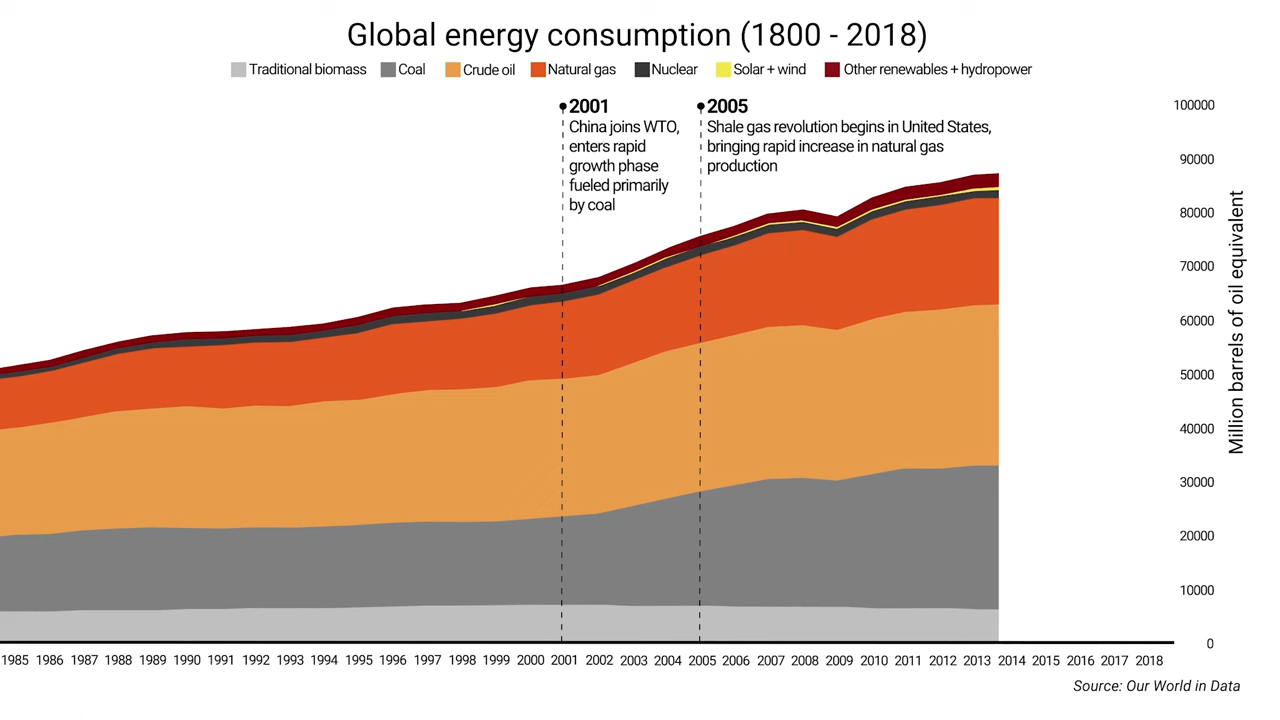 Global energy consumption (1800 - 2018)
Traditional biomass Coal Crude oil Natural gas Nuclear Solar + wind Other renewables + hydropower
2001
China joins WTO,
enters rapid
growth phase
fueled primarily
by coal
2005
Shale gas revolution begins in United States,
bringing rapid increase in natural gas
production
100000
90000
80000
70000
60000
50000
40000
30000
20000
10000
0
Million barrels of oil equivalent
1985 1986 1987 1988 1989 1990 1991 1992 1993 1994 1995 1996 1997 1998 1999 2000 2001 2002 2003 2004 2005 2006 2007 2008 2009 2010 2011 2012 2013 2014 2015 2016 2017 2018
Source: Our World in Data